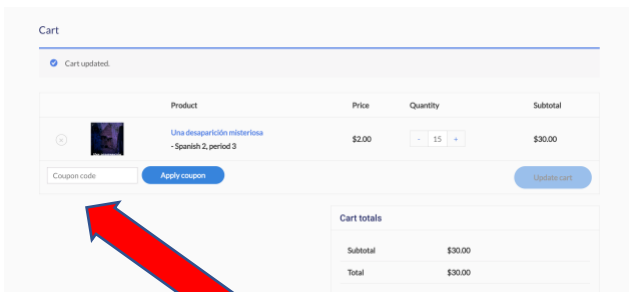 Cart
Cart updated.
Product Price Quantity Subtotal
Una desaparición misteriosa
- Spanish 2, period 3
$2.00 - 15 + $30.00
Coupon code Apply coupon Update cart
Cart totals
Subtotal $30.00
Total $30.00